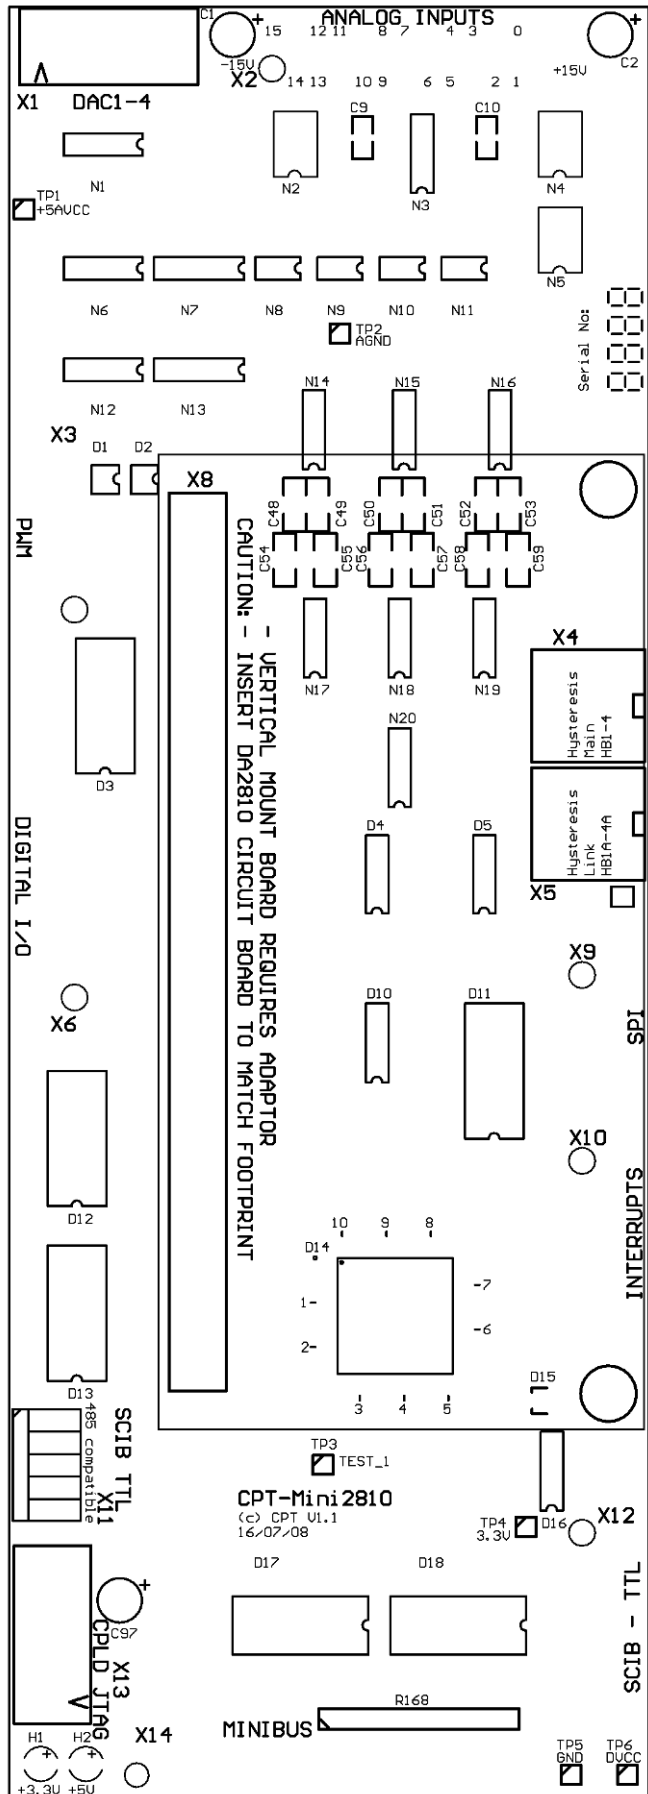 C1
ANALOG INPUTS
15 12 11 8 7 4 3 0
-15V
X2
14 13 10 9 6 5 2 1
+15V
C2
X1 DAC1-4
C9
C10
N1
N2
N3
N4
TP1
+5AVCC
N5
N6 N7 N8 N9 N10 N11
TP2
AGND
Serial No:
N12 N13
N14 N15 N16
X3
D1 D2
X8
C48 C49 C50 C51 C52 C53
C54 C55 C56 C57 C58 C59
PWM
CAUTION: - VERTICAL MOUNT BOARD REQUIRES ADAPTOR
- INSERT DA2810 CIRCUIT BOARD TO MATCH FOOTPRINT
X4
N17 N18 N19
N20
Hysteresis
Main
HB1-4
D3
D4 D5
Hysteresis
Link
HB1A-4A
X5
DIGITAL I/O
X9
X6
D10 D11
SPI
X10
D12
INTERRUPTS
10 9 8
D14
1-
2-
-7
-6
3 4 5
D13
D15
485 compatible
SCIB TTL
X11
TP3
TEST_1
CPT-Mini2810
(c) CPT V1.1
16/07/08
TP4
3.3V
D16
X12
D17 D18
C97
SCIB - TTL
CPLD JTAG
X13
R168
MINIBUS
X14
H1 H2
+3.3V +5V
TP5
GND
TP6
DVCC